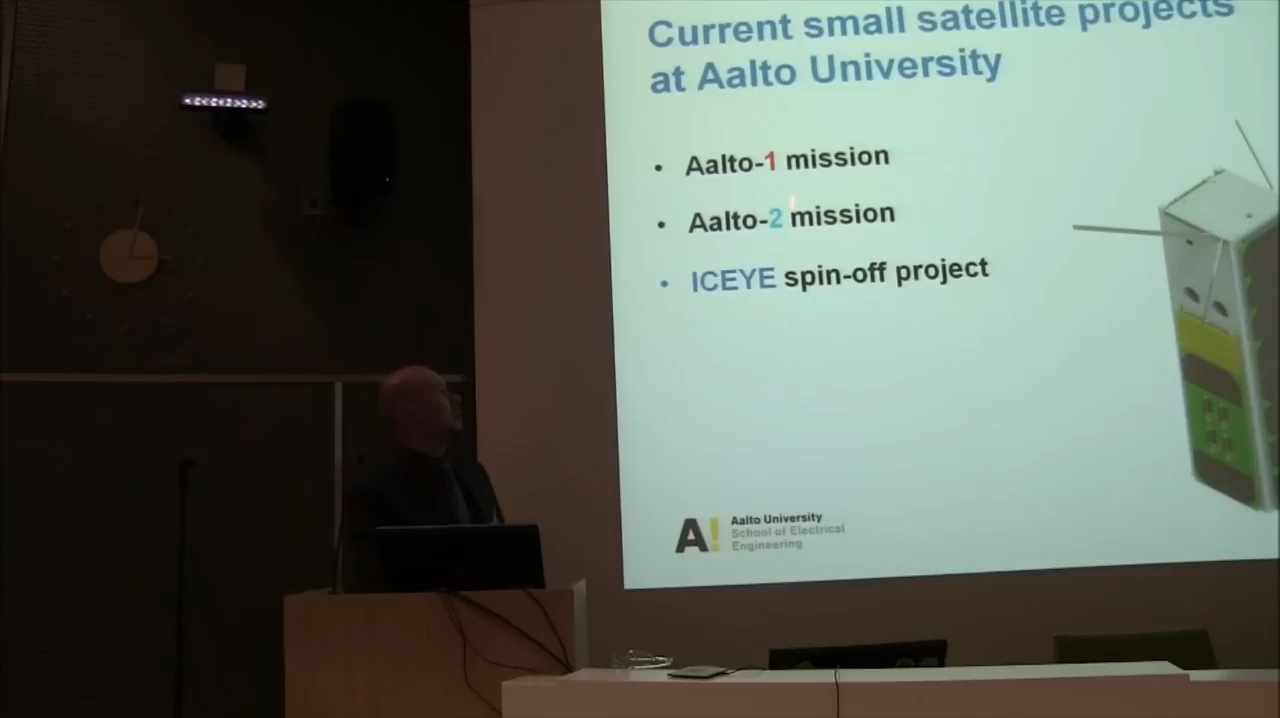 Current small satellite projects
at Aalto University
• Aalto-1 mission
• Aalto-2 mission
• ICEYE spin-off project
A!
Aalto University
School of Electrical
Engineering